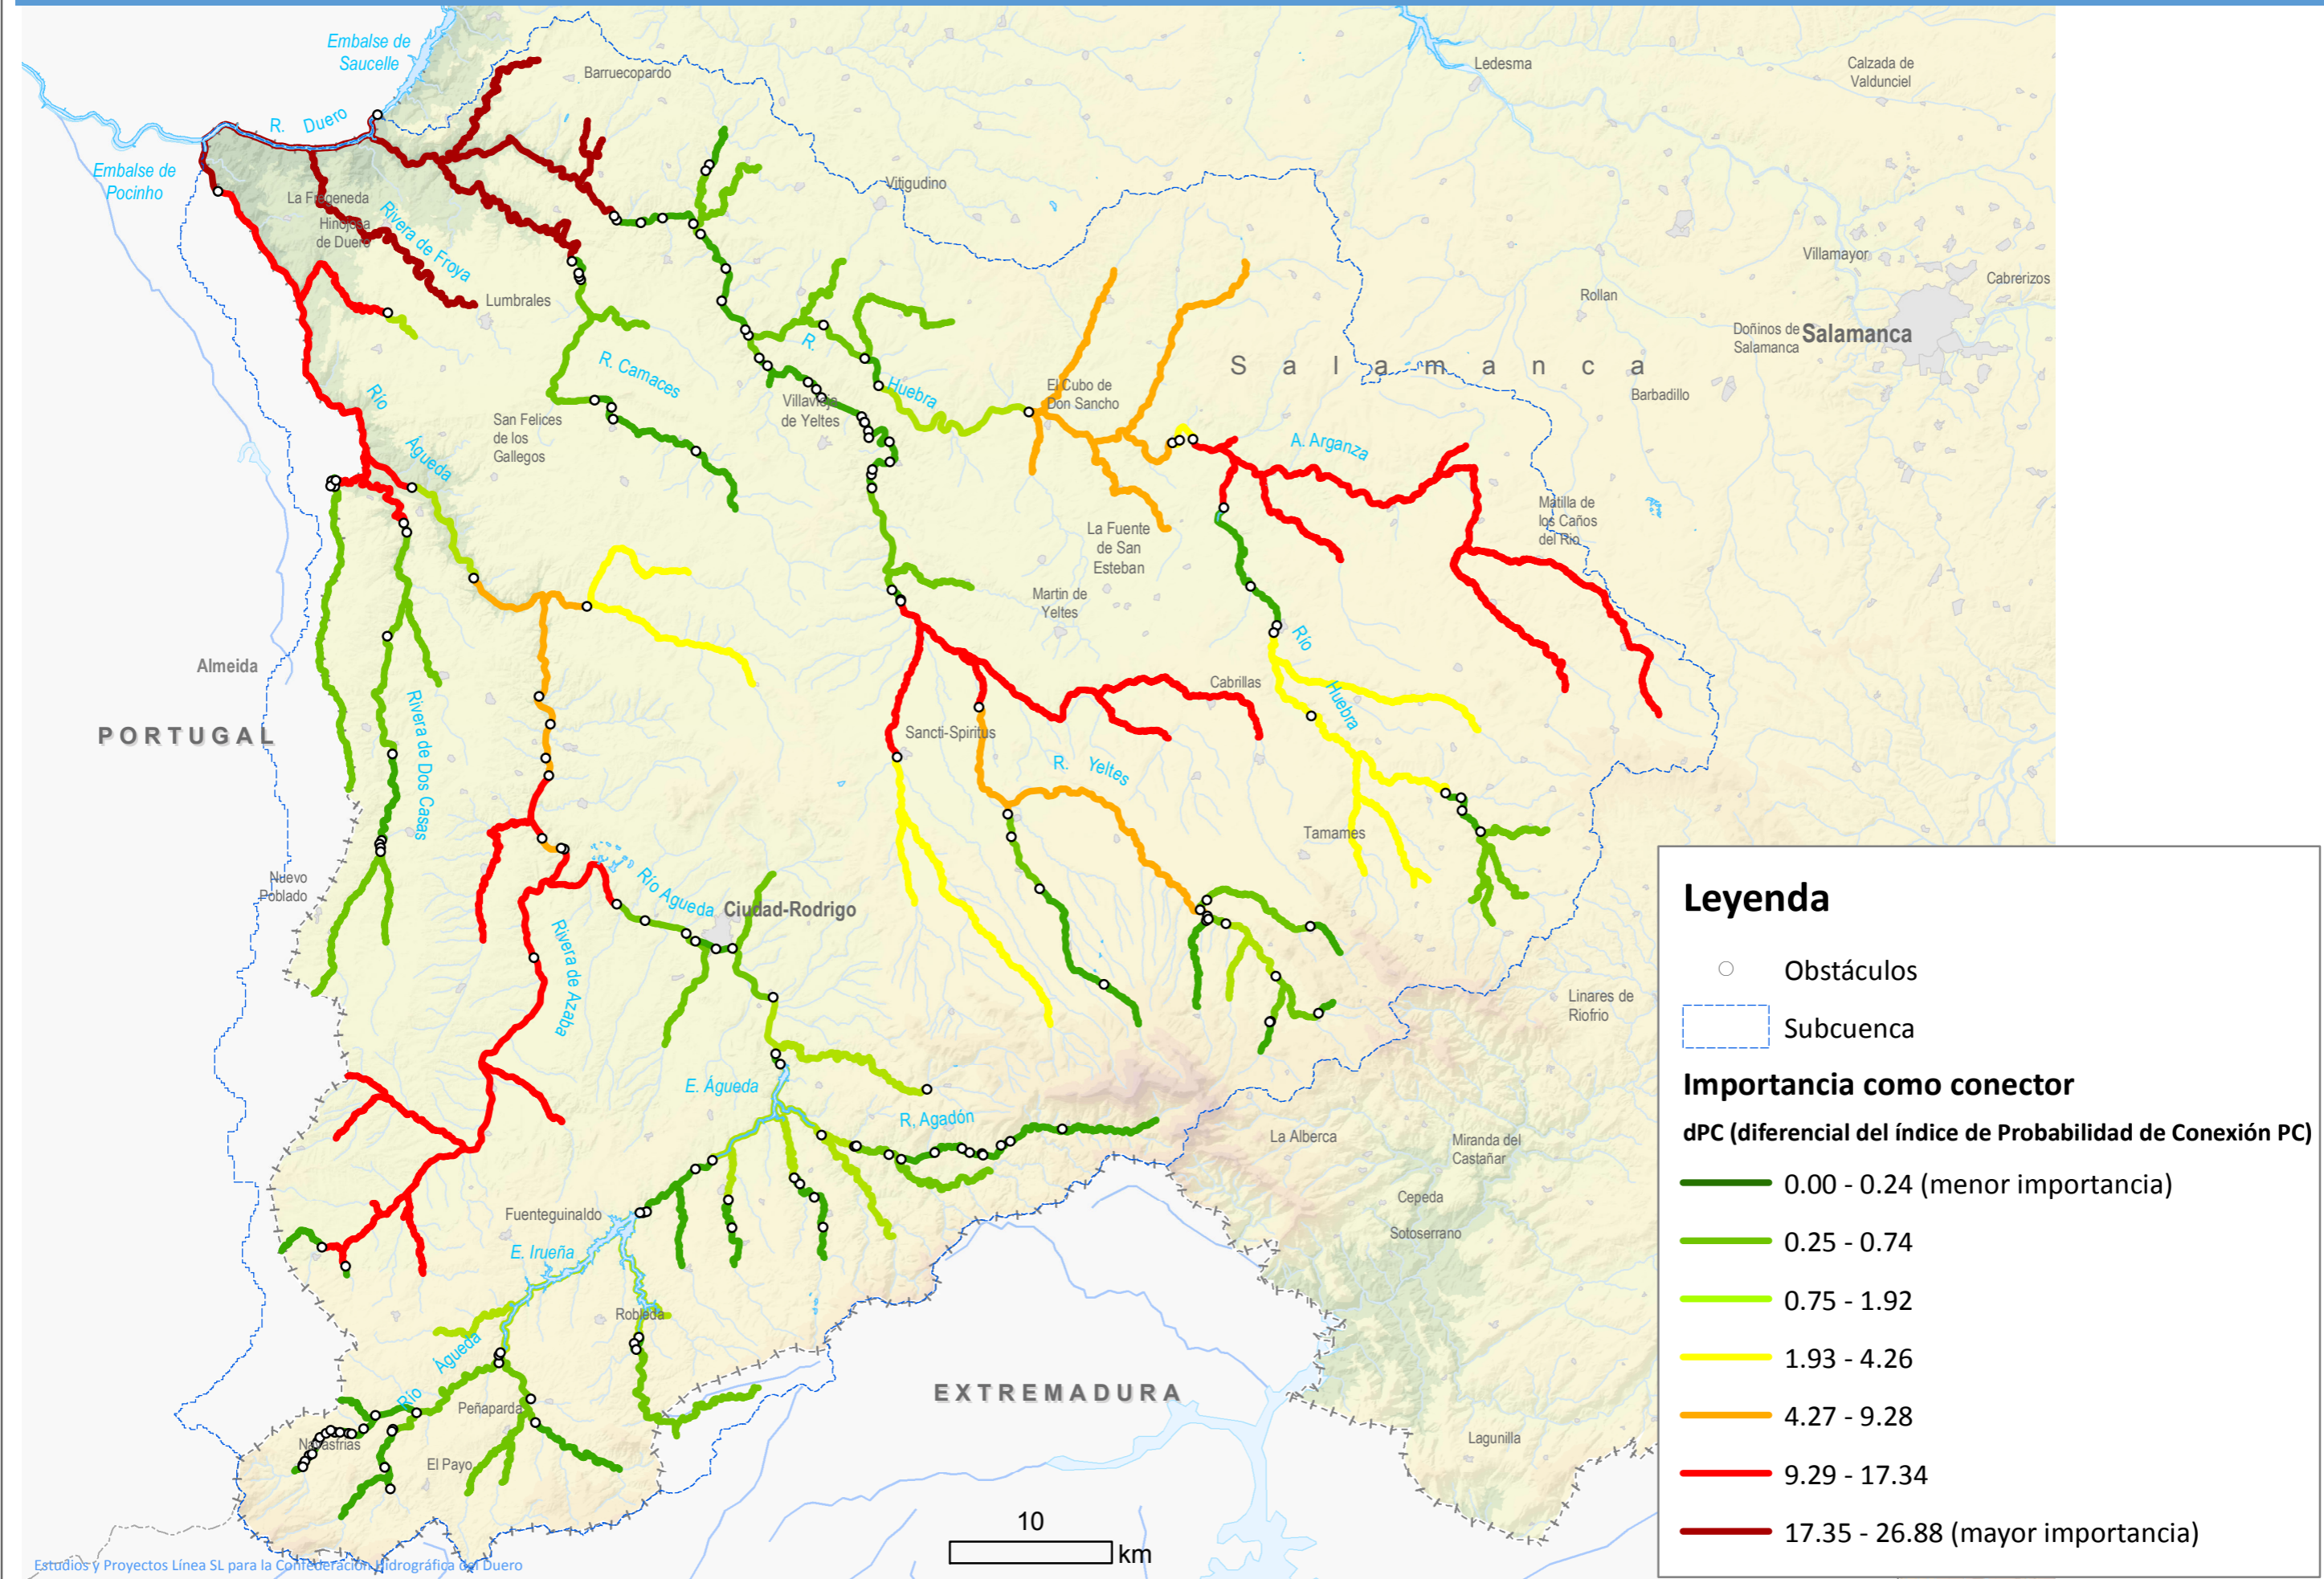 Embalse de
Saucelle
Barruecopardo
Ledesma
Calzada de
Valdunciel
R. Duero
Embalse de
Pocinho
Vitigudino
La Fregeneda
Hinojosa
de Duero
Rivera de Froya
Villamayor
Cabrerizos
Lumbrales
Rollan
Doñinos de
Salamanca
Salamanca
R.
Huebra
R. Camaces
Salamanca
Río
Águeda
El Cubo de
Don Sancho
Barbadillo
Villavieja
de Yeltes
San Felices
de los
Gallegos
A. Arganza
Matilla de
los Caños
del Rio
La Fuente
de San
Esteban
Martin de
Yeltes
Río
Huebra
Almeida
Cabrillas
PORTUGAL
Rivera de Dos Casas
Sancti-Spiritus
R. Yeltes
Tamames
Nuevo
Poblado
Río Agueda
Ciudad-Rodrigo
Rivera de Azaba
Linares de
Riofrio
E. Águeda
R, Agadón
La Alberca
Miranda del
Castañar
Cepeda
Sotoserrano
Fuenteguinaldo
E. Irueña
Robleda
Río Águeda
Peñaparda
EXTREMADURA
Navasfrias
El Payo
Lagunilla
10
km
Estudios y Proyectos Línea SL para la Confederación Hidrográfica del Duero
Leyenda
Obstáculos
Subcuenca
Importancia como conector
dPC (diferencial del índice de Probabilidad de Conexión PC)
0.00 - 0.24 (menor importancia)
0.25 - 0.74
0.75 - 1.92
1.93 - 4.26
4.27 - 9.28
9.29 - 17.34
17.35 - 26.88 (mayor importancia)